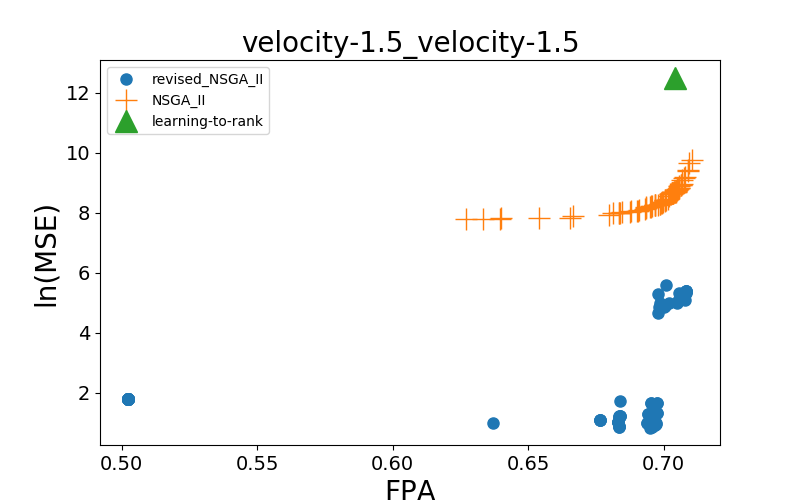 velocity-1.5_velocity-1.5
revised_NSGA_II
NSGA_II
learning-to-rank
ln(MSE)
12
10
8
6
4
2
0.50 0.55 0.60 0.65 0.70
FPA